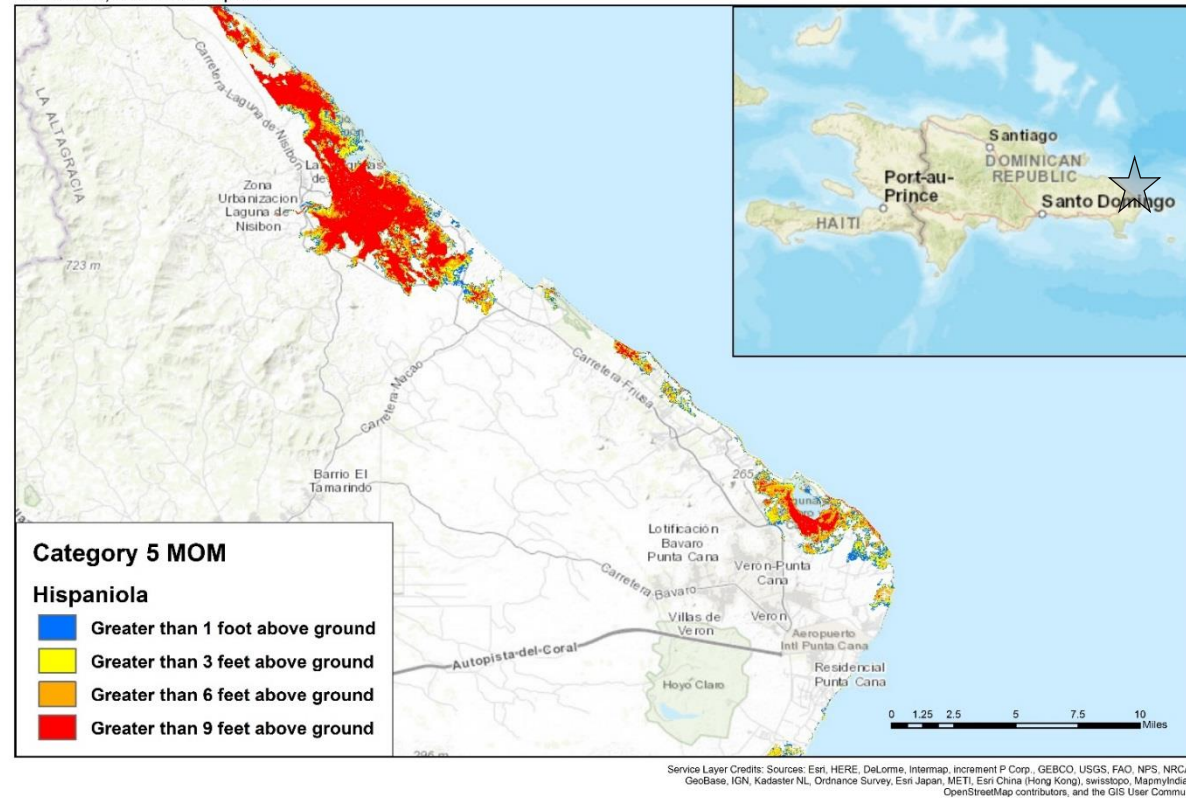 Carretera-Laguna de Nisibon
LA ALTAGRACIA
Zona
Urbanizacion
Laguna de
Nisibon
723 m
Carretera Macao
Carretera Friusa
Barrio El
Tamarindo
265
Lotificación
Bavaro
Punta Cana
Veron-Punta
Cana
Carretera-Bavaro
Villas de
Veron
Veron
Aeropuerto
Intl Punta Cana
Autopista-del-Coral
Residencial
Punta Cana
Hoyo Claro
296 m
Santiago
DOMINICAN
REPUBLIC
Port-au-
Prince
Santo Domingo
HAITI
Category 5 MOM
Hispaniola
Greater than 1 foot above ground
Greater than 3 feet above ground
Greater than 6 feet above ground
Greater than 9 feet above ground
0 1.25 2.5 5 7.5 10
Miles
Service Layer Credits: Sources: Esri, HERE, DeLorme, Intermap, increment P Corp., GEBCO, USGS, FAO, NPS, NRCA
GeoBase, IGN, Kadaster NL, Ordnance Survey, Esri Japan, METI, Esri China (Hong Kong), swisstopo, MapmyIndia
OpenStreetMap contributors, and the GIS User Commu